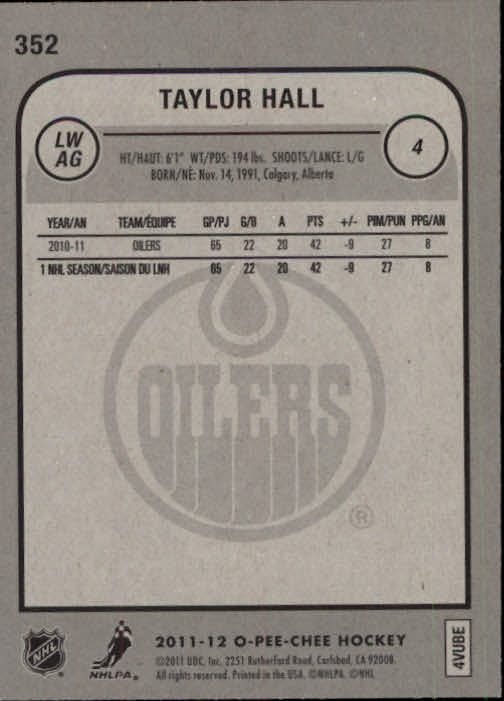 352
TAYLOR HALL
LW
AG
4
HT/HAUT: 6'1" WT/PDS: 194 lbs. SHOOTS/LANCE: L/G
BORN/NÉ: Nov. 14, 1991, Calgary, Alberta
YEAR/AN TEAM/ÉQUIPE GP/PJ G/B A PTS +/- PIM/PUN PPG/AN
2010-11 OILERS 65 22 20 42 -9 27 8
1 NHL SEASON/SAISON DU LNH 65 22 20 42 -9 27 8
OILERS
®
NHL
NHLPA.
2011-12 O-PEE-CHEE HOCKEY
©2011 UDC, Inc. 2251 Rutherford Road, Carlsbad, CA 92008.
All rights reserved. Printed in the USA. ©NHLPA. ©NHL
4VUBE